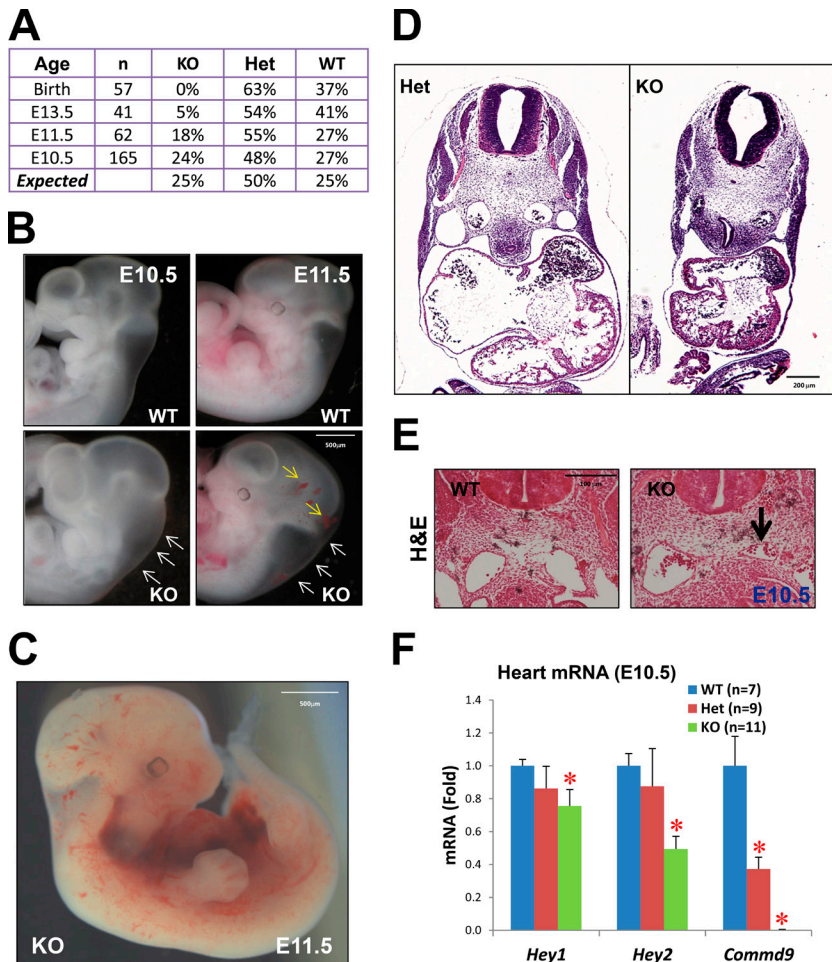 A
Age n KO Het WT
Birth 57 0% 63% 37%
E13.5 41 5% 54% 41%
E11.5 62 18% 55% 27%
E10.5 165 24% 48% 27%
Expected 25% 50% 25%
B
E10.5
WT
E11.5
WT
KO
500µm
KO
C
500µm
KO
E11.5
D
Het
KO
200 µm
E
H&E
WT
100 µm
KO
E10.5
F
Heart mRNA (E10.5)
WT (n=7)
Het (n=9)
KO (n=11)
mRNA (Fold)
1.4
1.2
1.0
0.8
0.6
0.4
0.2
0.0
*
*
*
*
Hey1 Hey2 Commd9